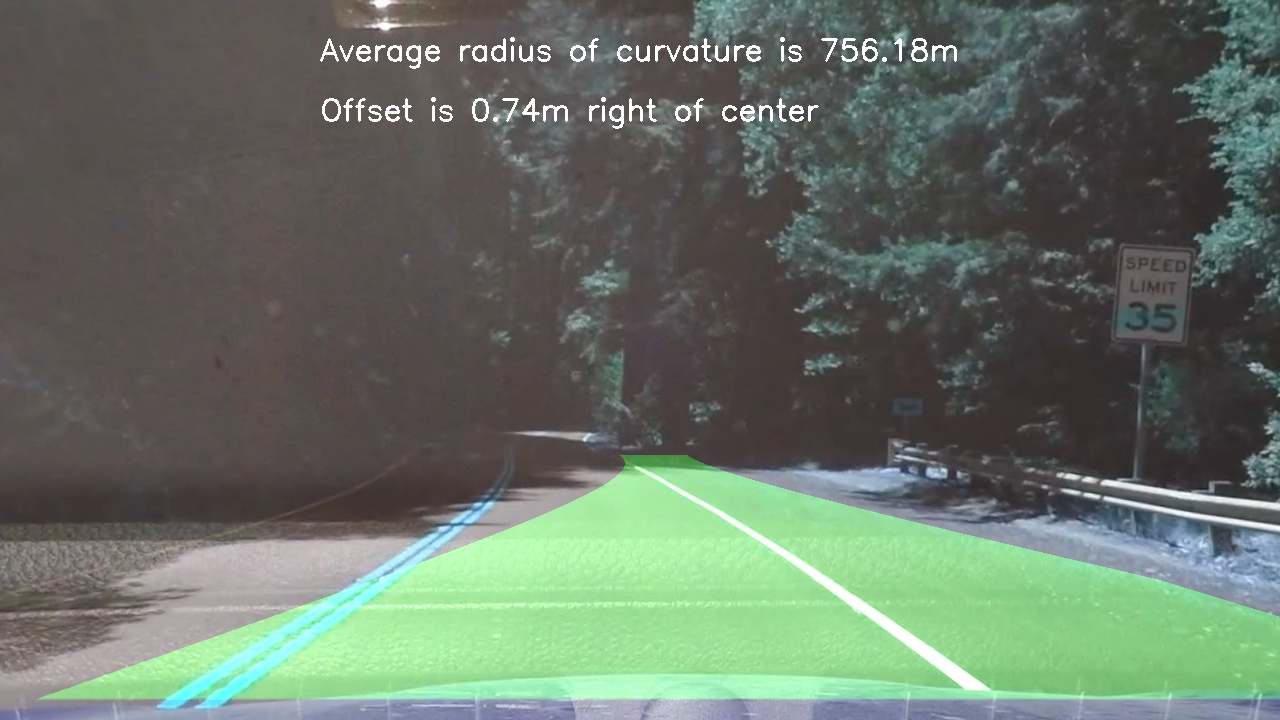 Average radius of curvature is 756.18m
Offset is 0.74m right of center
SPEED
LIMIT
35